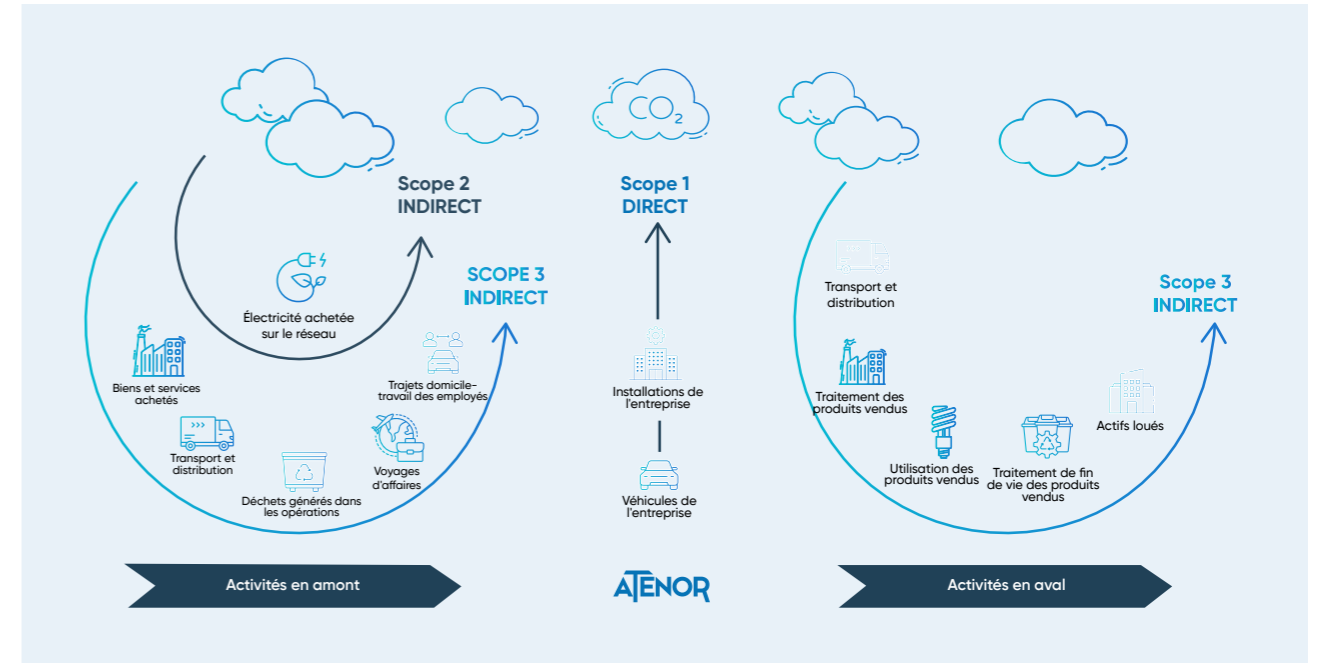 CO₂
Scope 2
INDIRECT
Scope 1
DIRECT
SCOPE 3
INDIRECT
Scope 3
INDIRECT
Électricité achetée
sur le réseau
Biens et services
achetés
Transport et
distribution
Déchets générés dans
les opérations
Voyages
d'affaires
Trajets domicile-
travail des employés
Installations de
l'entreprise
Véhicules de
l'entreprise
Transport et
distribution
Traitement des
produits vendus
Utilisation des
produits vendus
Traitement de fin
de vie des produits
vendus
Actifs loués
Activités en amont
ATENOR
Activités en aval